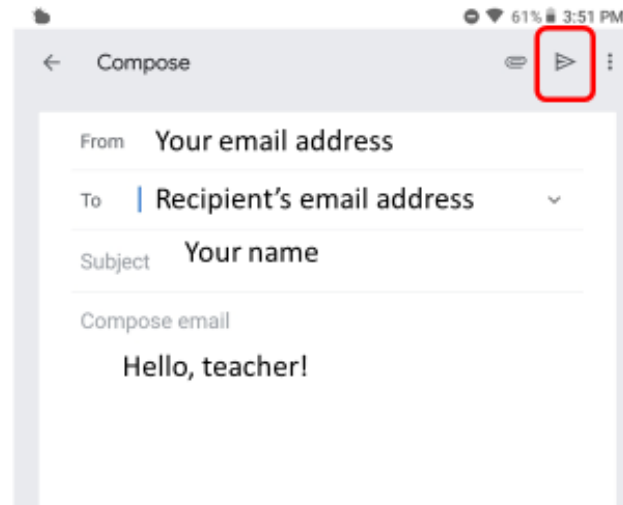 61% 3:51 PM
Compose
From Your email address
To Recipient's email address
Subject Your name
Compose email
Hello, teacher!